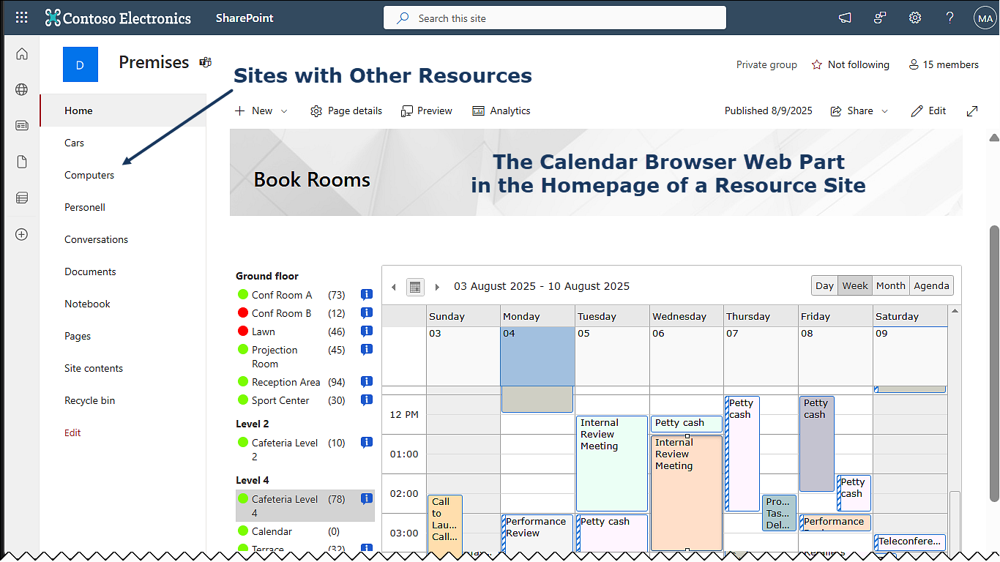 Contoso Electronics
SharePoint
Search this site
?
MA
D
Premises
Private group
Not following
15 members
Sites with Other Resources
Home
Cars
Computers
Personell
Conversations
Documents
Notebook
Pages
Site contents
Recycle bin
Edit
New
Page details
Preview
Analytics
Published 8/9/2025
Share
Edit
Book Rooms
The Calendar Browser Web Part
in the Homepage of a Resource Site
Ground floor
Conf Room A (73)
Conf Room B (12)
Lawn (46)
Projection (45)
Room
Reception Area (94)
Sport Center (30)
Level 2
Cafeteria Level (10)
2
Level 4
Cafeteria Level (78)
4
Calendar (0)
Terrace (32)
03 August 2025 - 10 August 2025
Day Week Month Agenda
Sunday Monday Tuesday Wednesday Thursday Friday Saturday
03 04 05 06 07 08 09
12 PM
01:00
02:00
03:00
Call
to
Lau...
Call...
Performance
Review
Internal
Review
Meeting
Petty cash
Petty cash
Internal
Review
Meeting
Petty
cash
Pro...
Tas...
Del...
Petty
cash
Petty
cash
Performance
Teleconfere...